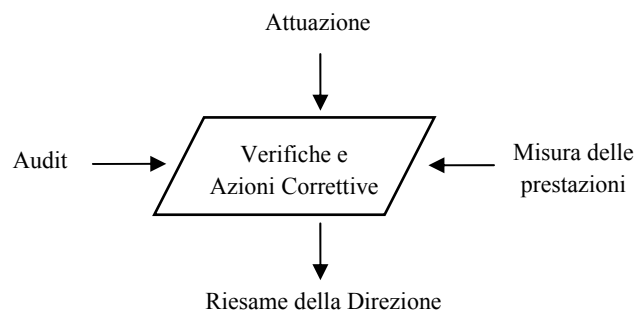 Attuazione
Audit
Verifiche e
Azioni Correttive
Misura delle
prestazioni
Riesame della Direzione